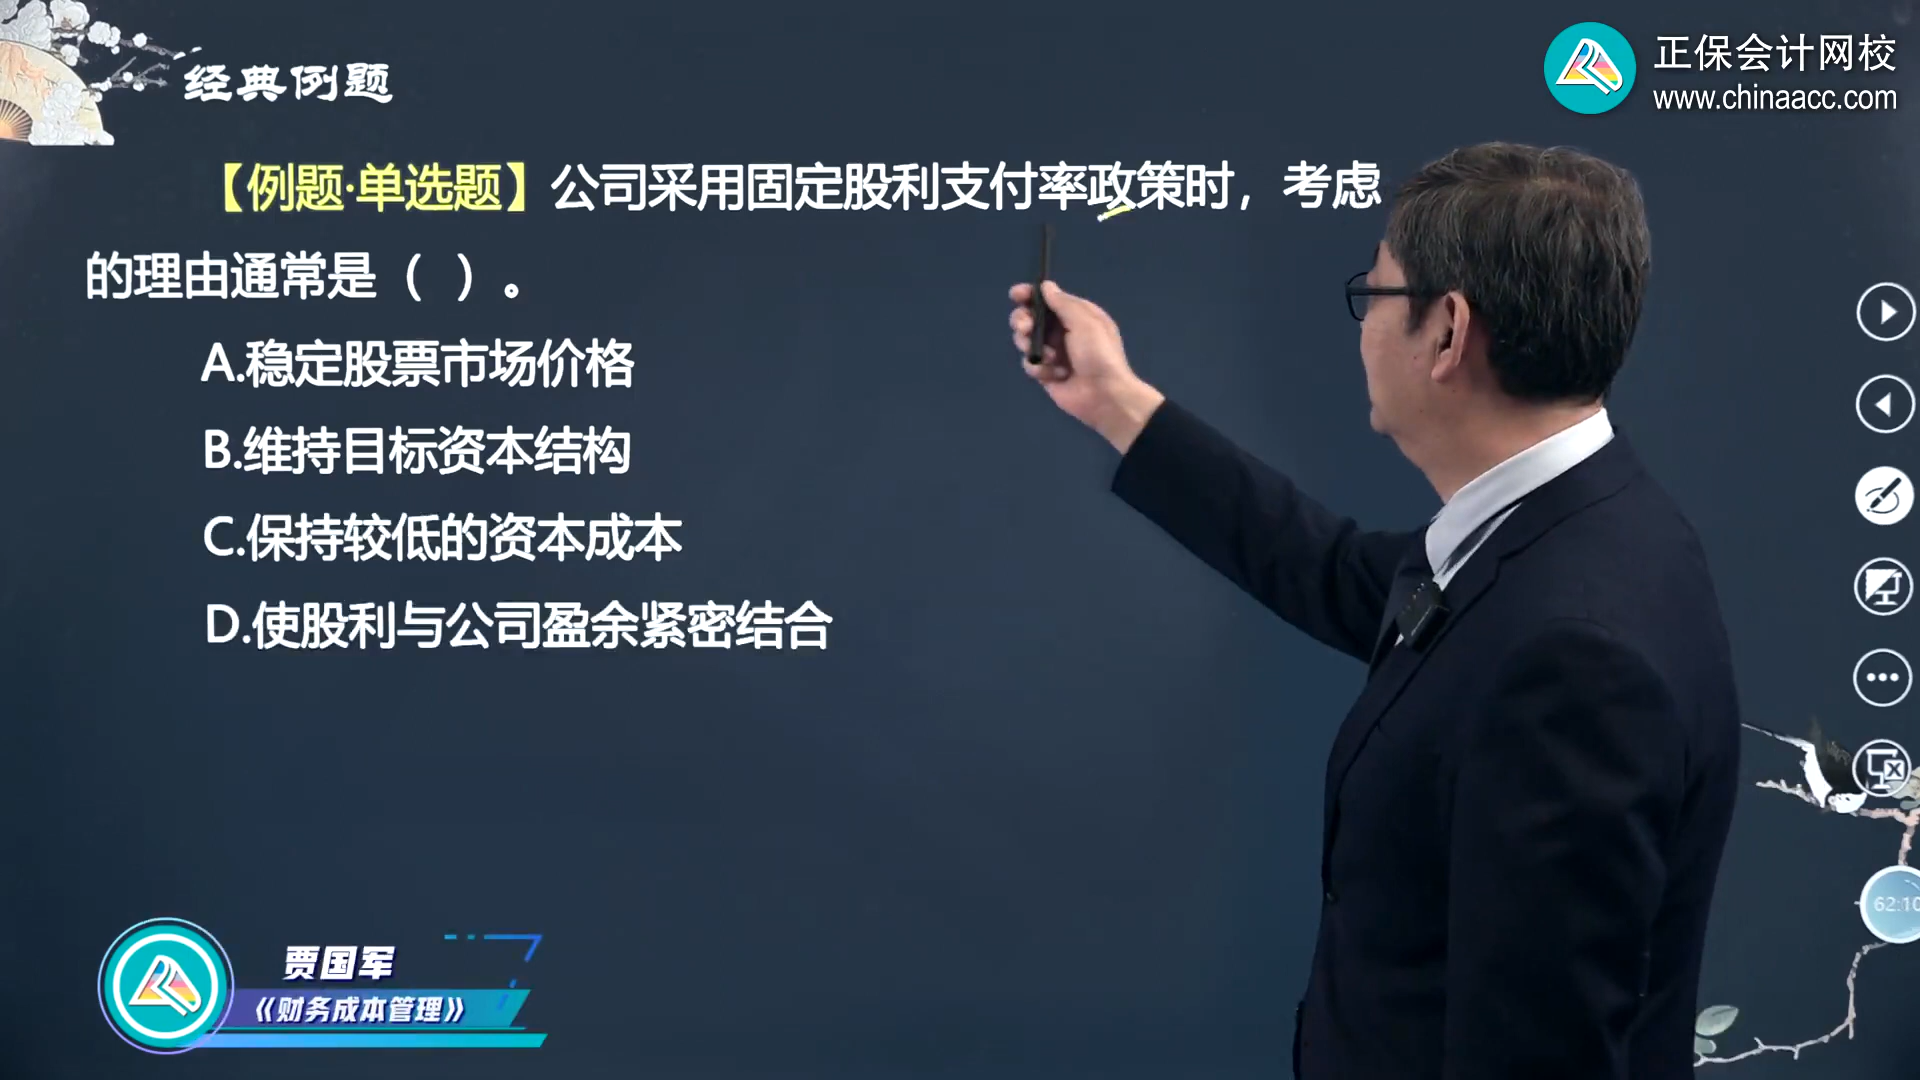 经典例题
正保会计网校
www.chinaacc.com
【例题·单选题】公司采用固定股利支付率政策时，考虑
的理由通常是（ ）。
A.稳定股票市场价格
B.维持目标资本结构
C.保持较低的资本成本
D.使股利与公司盈余紧密结合
62:10
贾国军
《财务成本管理》